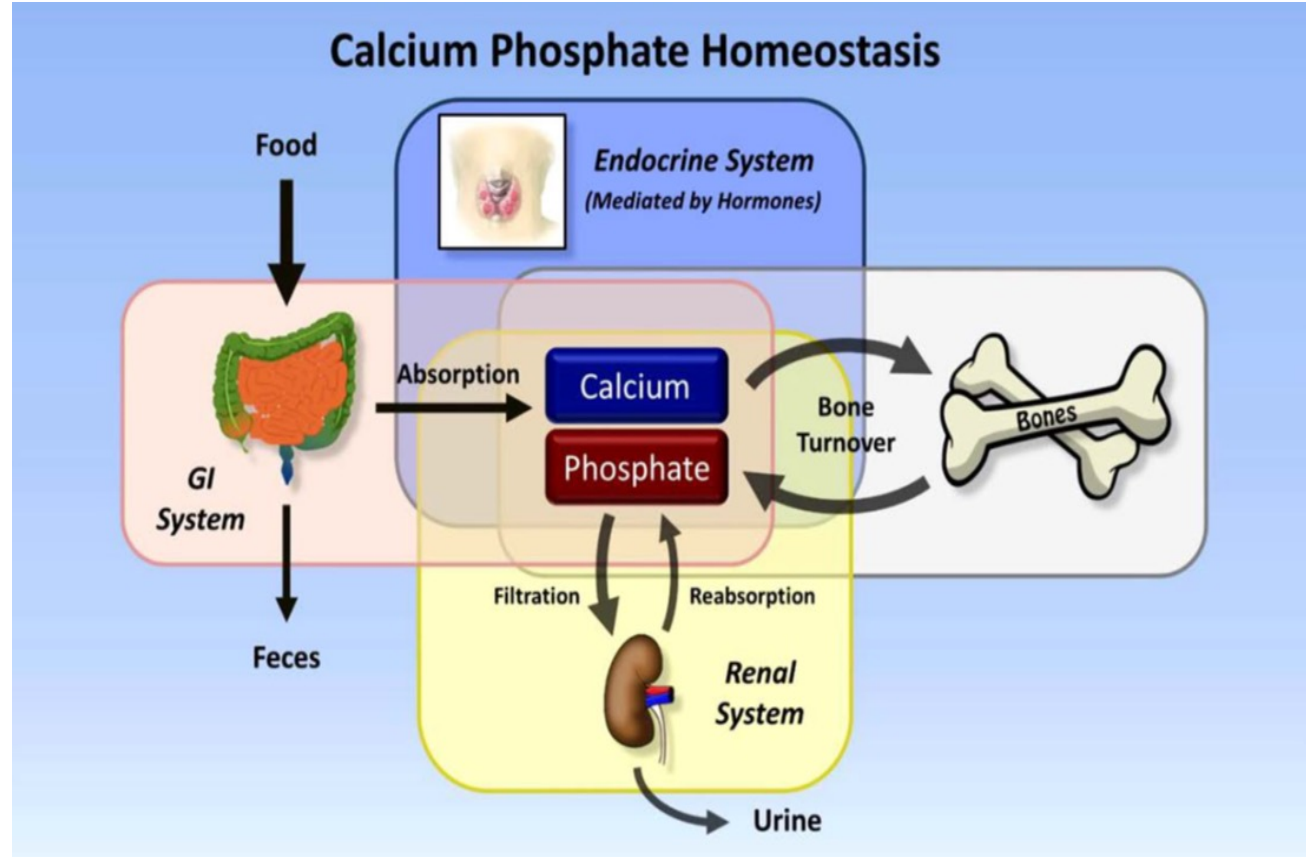 Calcium Phosphate Homeostasis
Food
Endocrine System
(Mediated by Hormones)
Absorption
Calcium
Phosphate
Bone
Turnover
Bones
GI
System
Filtration
Reabsorption
Feces
Renal
System
Urine